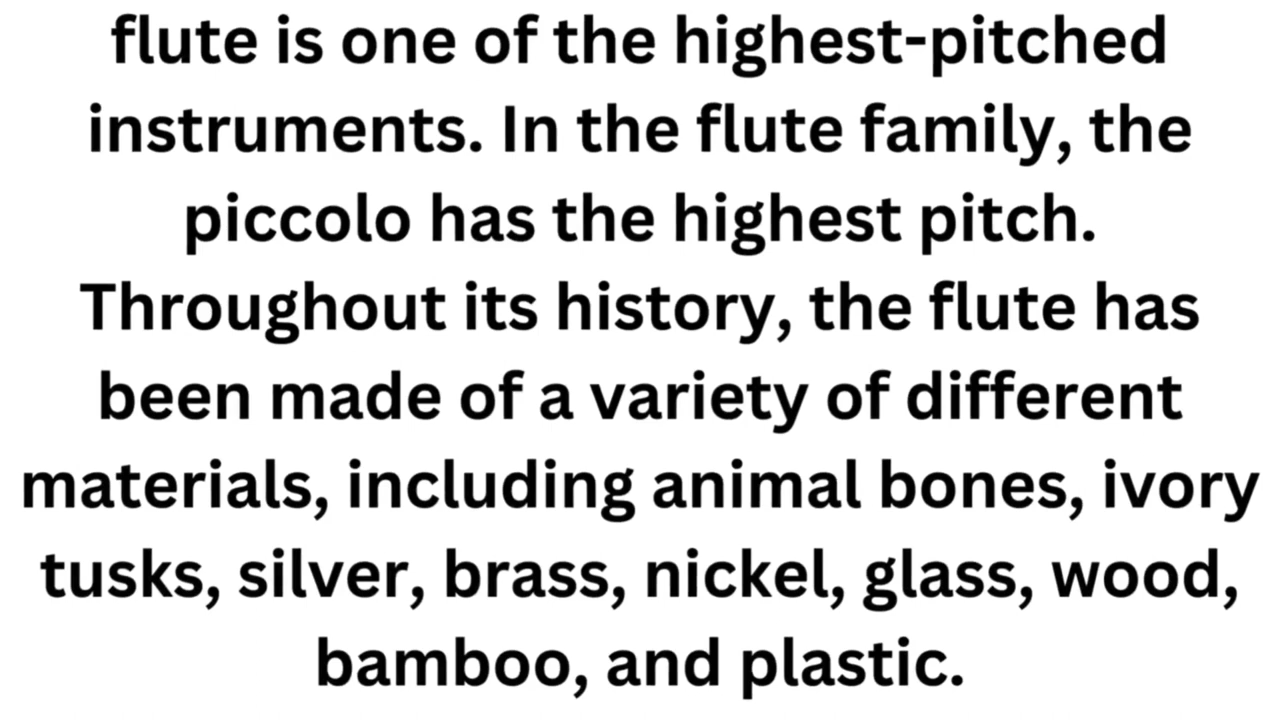 flute is one of the highest-pitched
instruments. In the flute family, the
piccolo has the highest pitch.
Throughout its history, the flute has
been made of a variety of different
materials, including animal bones, ivory
tusks, silver, brass, nickel, glass, wood,
bamboo, and plastic.